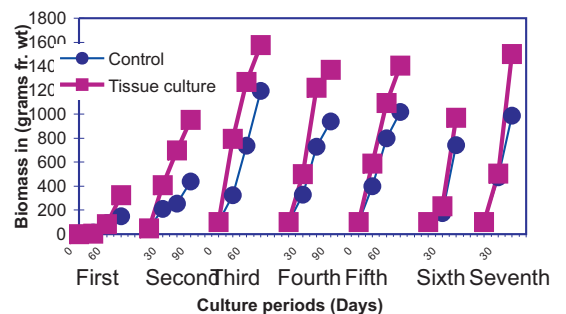 1800
1600
1400
1200
1000
800
600
400
200
0
Biomass in (grams fr. wt)
Control
Tissue culture
0 60 30 90 0 60 30 90 0 60 30 30
First Second Third Fourth Fifth Sixth Seventh
Culture periods (Days)